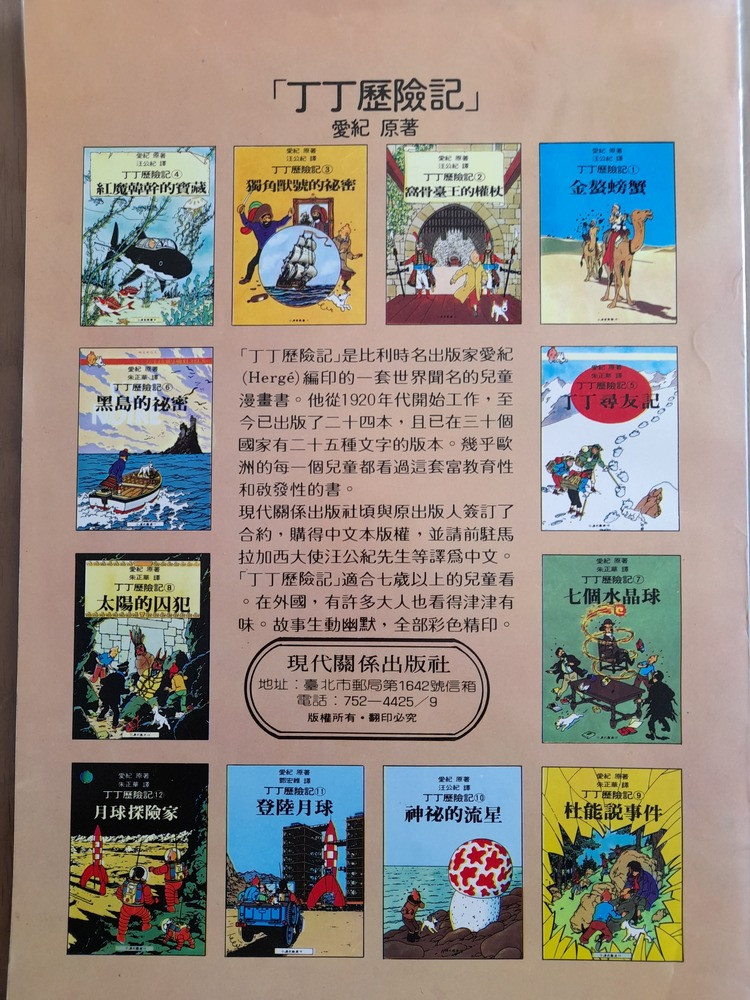 「丁丁歷險記」
愛紀 原著
愛紀 原著
汪公紀 譯
丁丁歷險記④
紅魔韓幹的寶藏
愛紀 原著
汪公紀 譯
丁丁歷險記③
獨角獸號的祕密
愛紀 原著
汪公紀 譯
丁丁歷險記②
窩骨臺王的權杖
愛紀 原著
汪公紀 譯
丁丁歷險記①
金螯螃蟹
「丁丁歷險記」是比利時名出版家愛紀
(Hergé)編印的一套世界聞名的兒童
漫畫書。他從1920年代開始工作，至
今已出版了二十四本，且已在三十個
國家有二十五種文字的版本。幾乎歐
洲的每一個兒童都看過這套富教育性
和啟發性的書。
現代關係出版社頃與原出版人簽訂了
合約，購得中文本版權，並請前駐馬
拉加西大使汪公紀先生等譯爲中文。
「丁丁歷險記」適合七歲以上的兒童看
。在外國，有許多大人也看得津津有
味。故事生動幽默，全部彩色精印。
愛紀 原著
朱正華 譯
丁丁歷險記⑥
黑島的祕密
愛紀 原著
朱正華 譯
丁丁歷險記⑤
丁丁尋友記
愛紀 原著
朱正華 譯
丁丁歷險記⑧
太陽的囚犯
愛紀 原著
朱正華 譯
丁丁歷險記⑦
七個水晶球
現代關係出版社
地址：臺北市郵局第1642號信箱
電話：752—4425／9
版權所有・翻印必究
愛紀 原著
朱正華 譯
丁丁歷險記⑫
月球探險家
愛紀 原著
鄭宏維 譯
丁丁歷險記⑪
登陸月球
愛紀 原著
汪公紀 譯
丁丁歷險記⑩
神祕的流星
愛紀 原著
朱正華 譯
丁丁歷險記⑨
杜能說事件